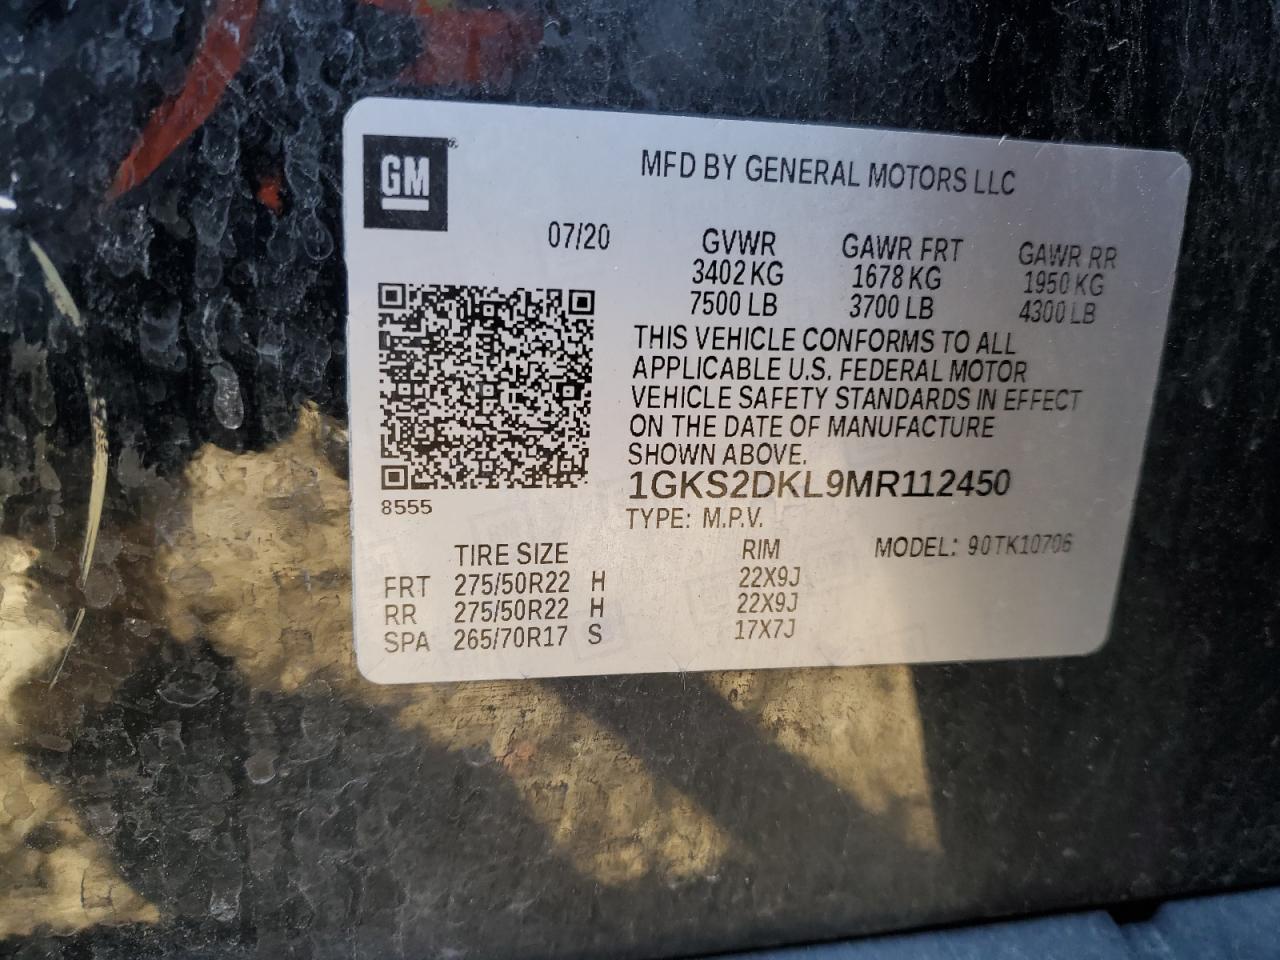 GM
MFD BY GENERAL MOTORS LLC
07/20 GVWR GAWR FRT GAWR RR
3402 KG 1678 KG 1950 KG
7500 LB 3700 LB 4300 LB
THIS VEHICLE CONFORMS TO ALL
APPLICABLE U.S. FEDERAL MOTOR
VEHICLE SAFETY STANDARDS IN EFFECT
ON THE DATE OF MANUFACTURE
SHOWN ABOVE.
1GKS2DKL9MR112450
8555
TYPE: M.P.V.
TIRE SIZE RIM MODEL: 90TK10706
FRT 275/50R22 H 22X9J
RR 275/50R22 H 22X9J
SPA 265/70R17 S 17X7J